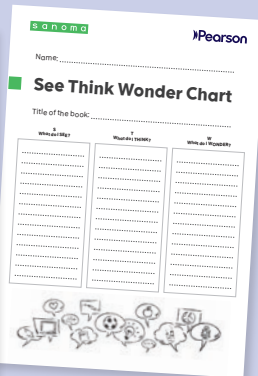 sanoma
Pearson
Name:
See Think Wonder Chart
Title of the book:
S
What do I SEE?
T
What do I THINK?
W
What do I WONDER?